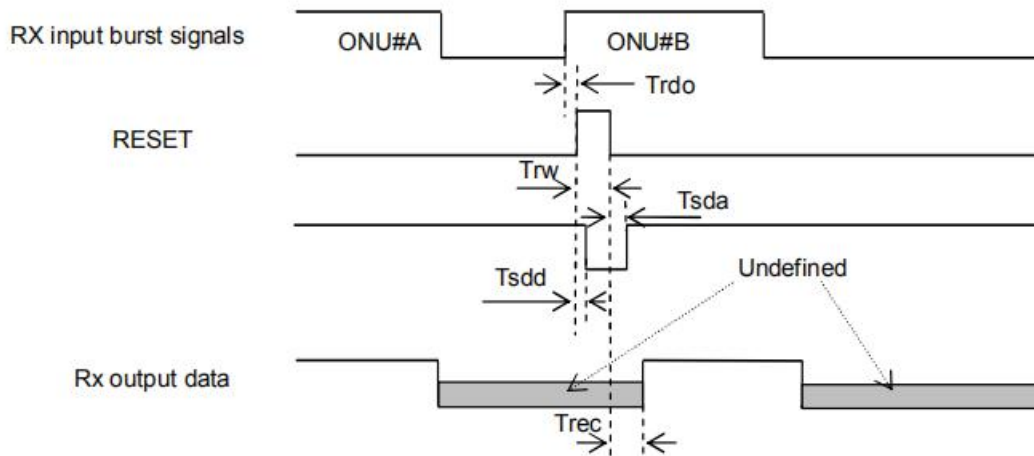 RX input burst signals
ONU#A
ONU#B
Trdo
RESET
Trw
Tsda
Tsdd
Undefined
Rx output data
Trec